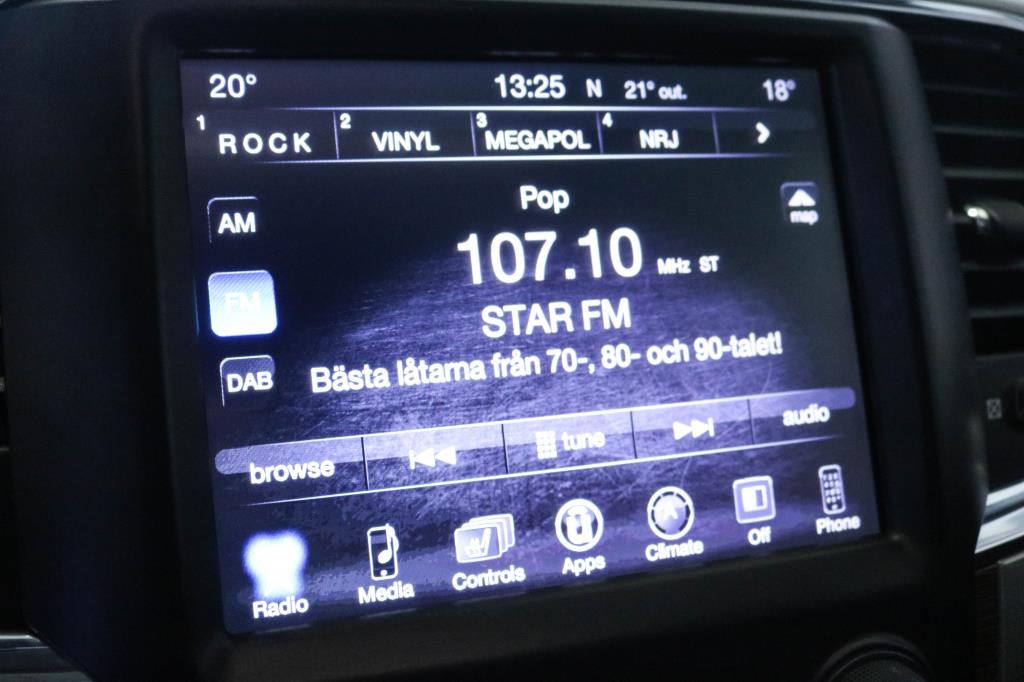 20° 13:25 N 21° out. 18°
1 ROCK 2 VINYL 3 MEGAPOL 4 NRJ
Pop
map
AM
107.10 MHz ST
FM
STAR FM
DAB
Bästa låtarna från 70-, 80- och 90-talet!
browse tune audio
Radio Media Controls Apps Climate Off Phone